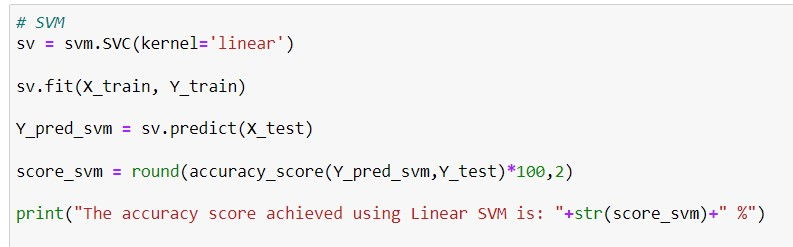 # SVM
sv = svm.SVC(kernel='linear')
sv.fit(X_train, Y_train)
Y_pred_svm = sv.predict(X_test)
score_svm = round(accuracy_score(Y_pred_svm,Y_test)*100,2)
print("The accuracy score achieved using Linear SVM is: "+str(score_svm)+" %")